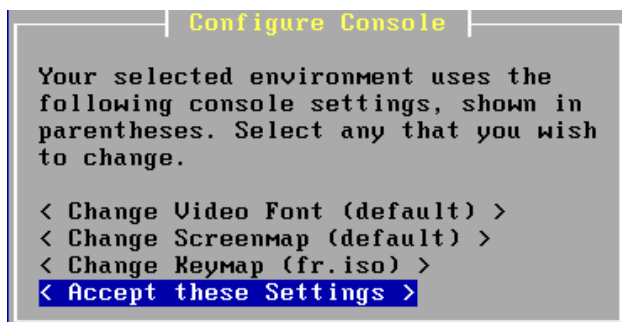 Configure Console
Your selected environment uses the
following console settings, shown in
parentheses. Select any that you wish
to change.
< Change Video Font (default) >
< Change Screenmap (default) >
< Change Keymap (fr.iso) >
< Accept these Settings >